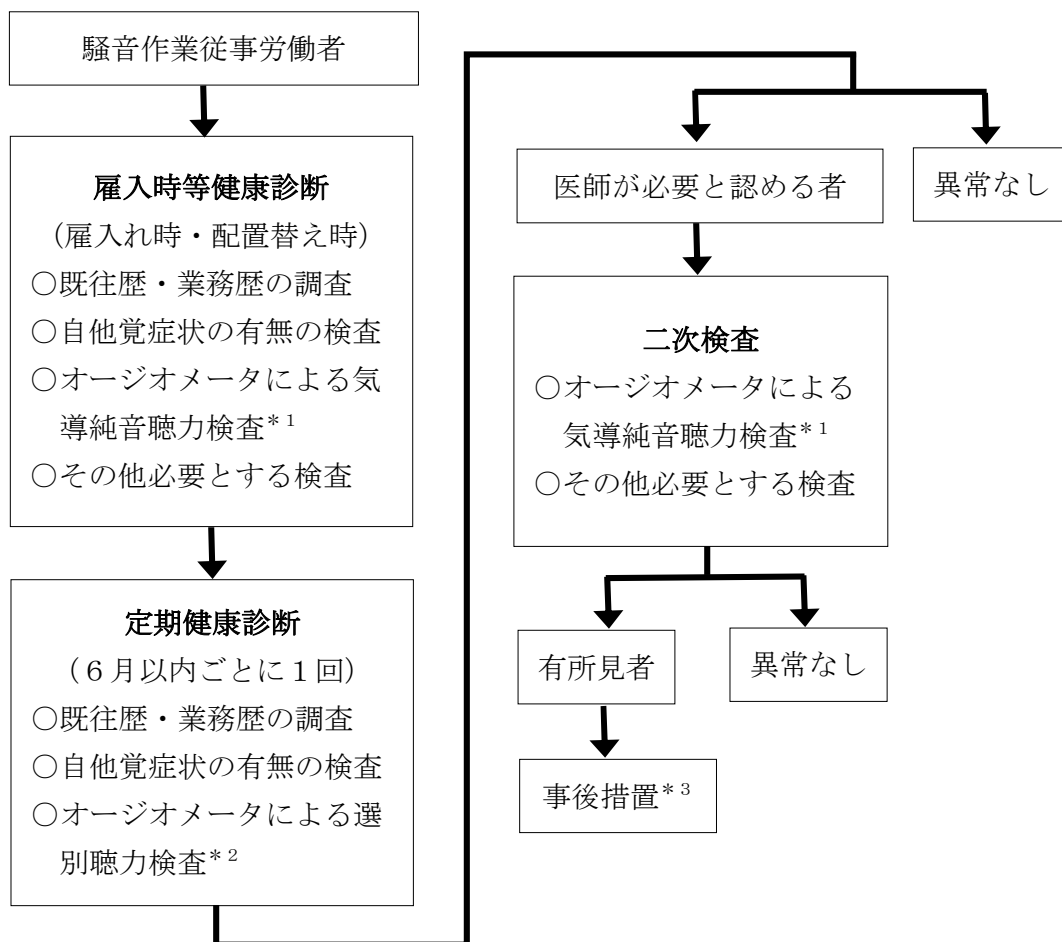 騒音作業従事労働者
雇入時等健康診断
（雇入れ時・配置替え時）
○既往歴・業務歴の調査
○自他覚症状の有無の検査
○オージオメータによる気
導純音聴力検査*1
○その他必要とする検査
定期健康診断
（６月以内ごとに１回）
○既往歴・業務歴の調査
○自他覚症状の有無の検査
○オージオメータによる選
別聴力検査*2
医師が必要と認める者
異常なし
二次検査
○オージオメータによる
気導純音聴力検査*1
○その他必要とする検査
有所見者
異常なし
事後措置*3